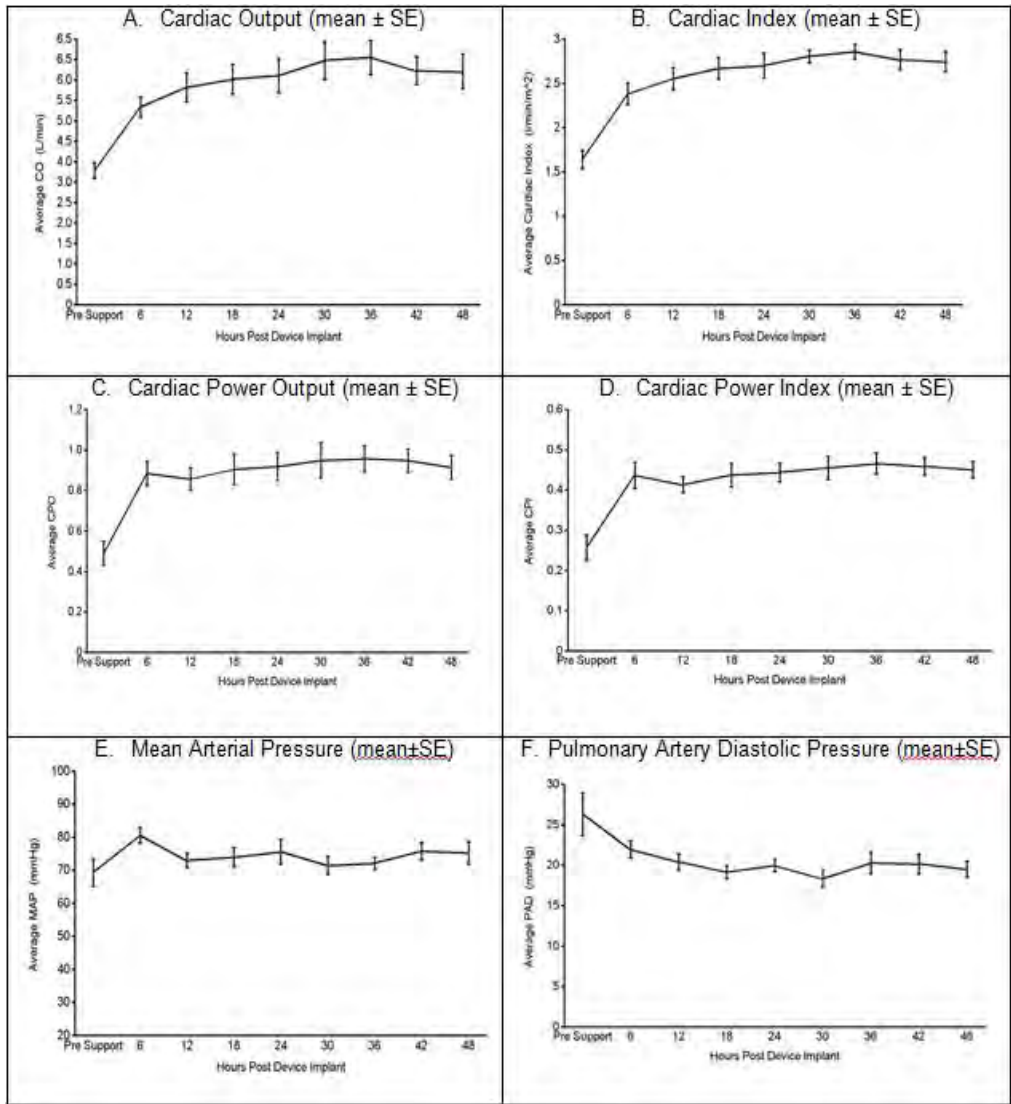 A. Cardiac Output (mean ± SE)
6.5
6.0
5.5
5.0
4.5
4.0
3.5
3.0
2.5
2.0
1.5
1.0
0.5
0
Average CO (L/min)
Pre Support 6 12 18 24 30 36 42 48
Hours Post Device Implant
B. Cardiac Index (mean ± SE)
3
2.5
2
1.5
1
0.5
0
Average Cardiac Index (l/min/m^2)
Pre Support 6 12 18 24 30 36 42 48
Hours Post Device Implant
C. Cardiac Power Output (mean ± SE)
1.2
1.0
0.8
0.6
0.4
0.2
0
Average CPO
Pre Support 6 12 18 24 30 36 42 48
Hours Post Device Implant
D. Cardiac Power Index (mean ± SE)
0.6
0.5
0.4
0.3
0.2
0.1
0
Average CPI
Pre Support 6 12 18 24 30 36 42 48
Hours Post Device Implant
E. Mean Arterial Pressure (mean±SE)
100
90
80
70
60
50
40
30
20
Average MAP (mmHg)
Pre Support 6 12 18 24 30 36 42 48
Hours Post Device Implant
F. Pulmonary Artery Diastolic Pressure (mean±SE)
30
25
20
15
10
5
0
Average PAD (mmHg)
Pre Support 6 12 18 24 30 36 42 48
Hours Post Device Implant